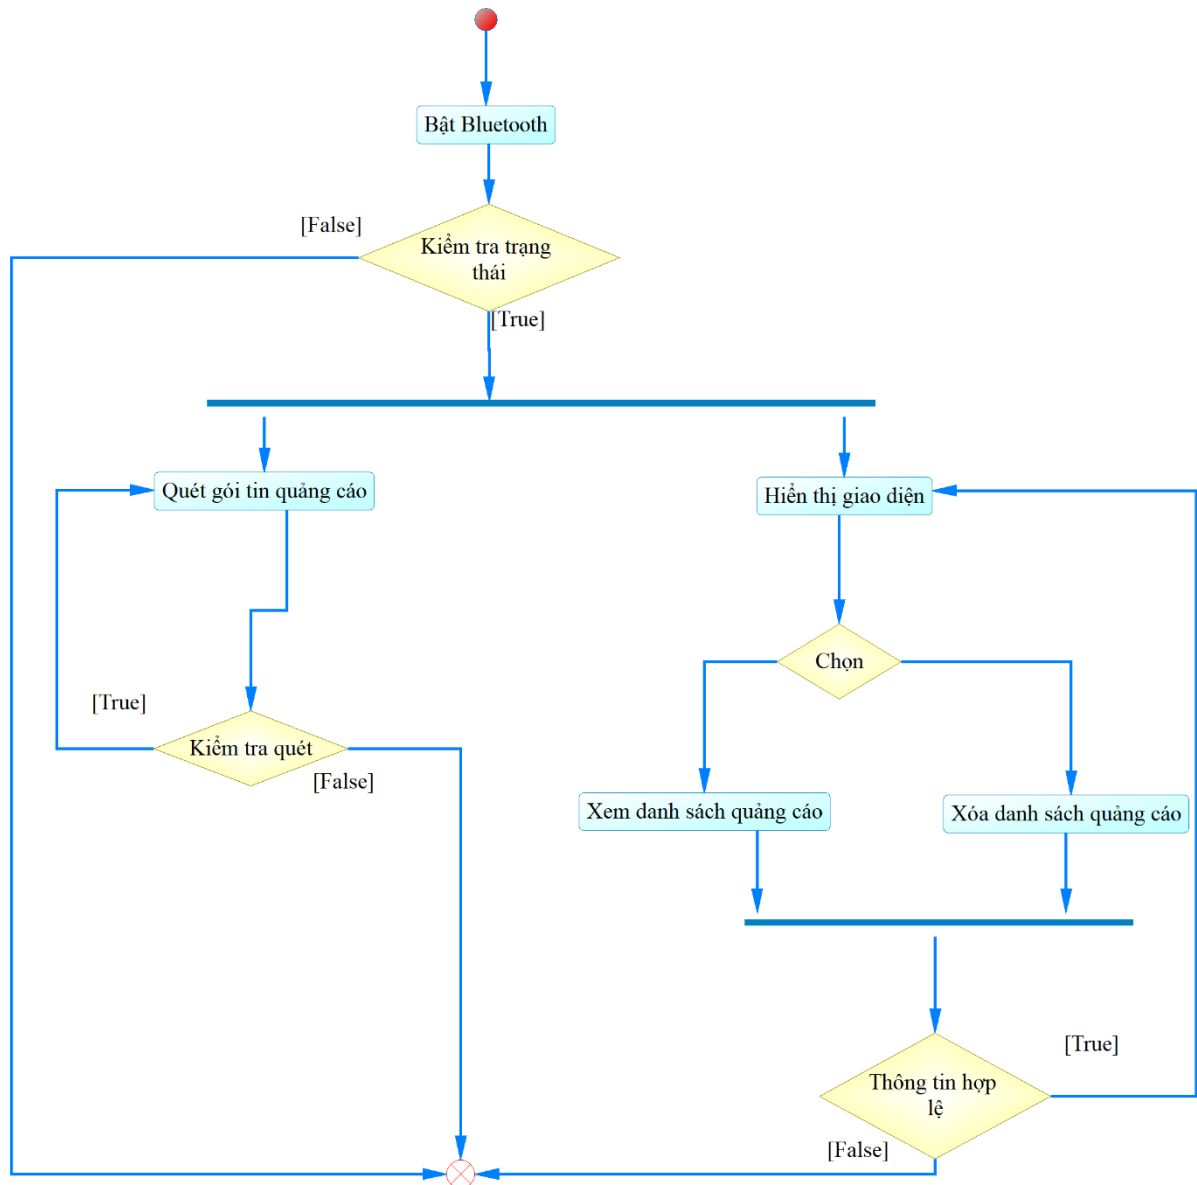 Bật Bluetooth
[False]
Kiểm tra trạng
thái
[True]
Quét gói tin quảng cáo
Hiển thị giao diện
Chọn
[True]
Kiểm tra quét
[False]
Xem danh sách quảng cáo
Xóa danh sách quảng cáo
[True]
Thông tin hợp
lệ
[False]